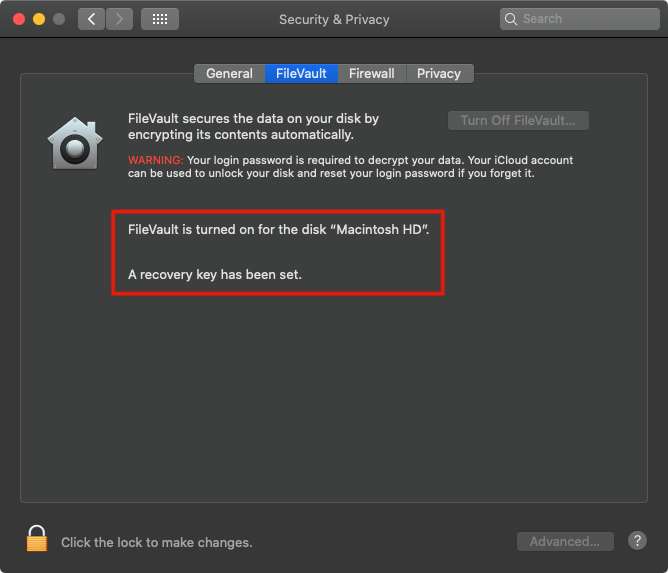 Security & Privacy
Search
General
FileVault
Firewall
Privacy
FileVault secures the data on your disk by
encrypting its contents automatically.
Turn Off FileVault...
WARNING: Your login password is required to decrypt your data. Your iCloud account
can be used to unlock your disk and reset your login password if you forget it.
FileVault is turned on for the disk “Macintosh HD”.
A recovery key has been set.
Click the lock to make changes.
Advanced...
?